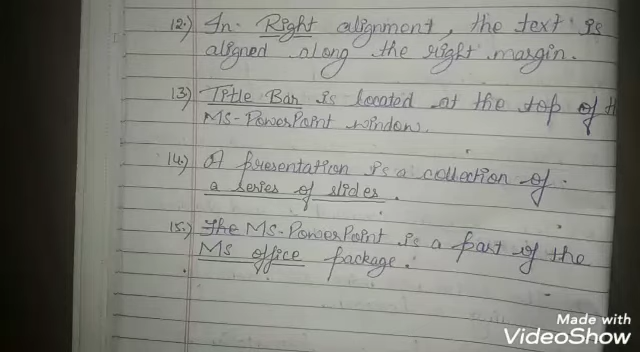 12.) In Right alignment, the text is
aligned along the right margin.
13.) Title Bar is located at the top of th
MS-PowerPoint window.
14.) A presentation is a collection of
a series of slides.
15.) The MS-PowerPoint is a part of the
MS office package.
Made with
VideoShow